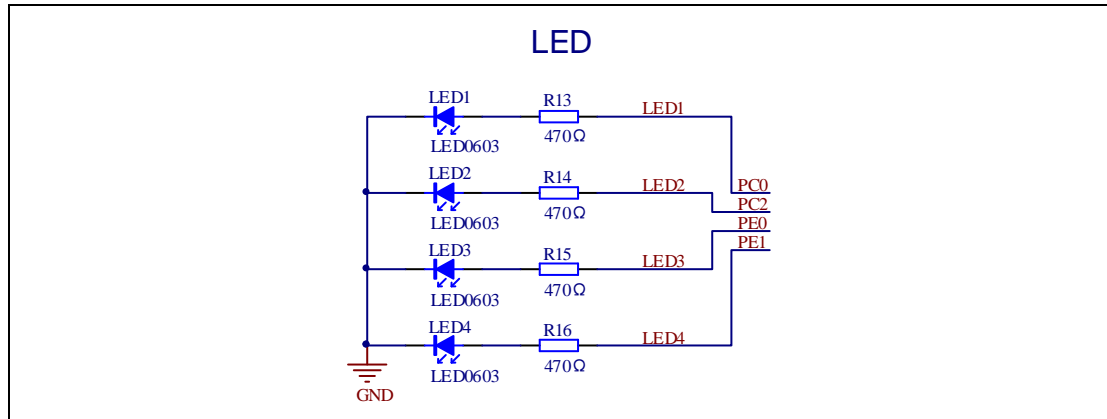 LED
LED1
R13
LED1
LED0603
470Ω
LED2
R14
LED2
PC0
LED0603
470Ω
PC2
PE0
LED3
R15
LED3
PE1
LED0603
470Ω
LED4
R16
LED4
LED0603
470Ω
GND